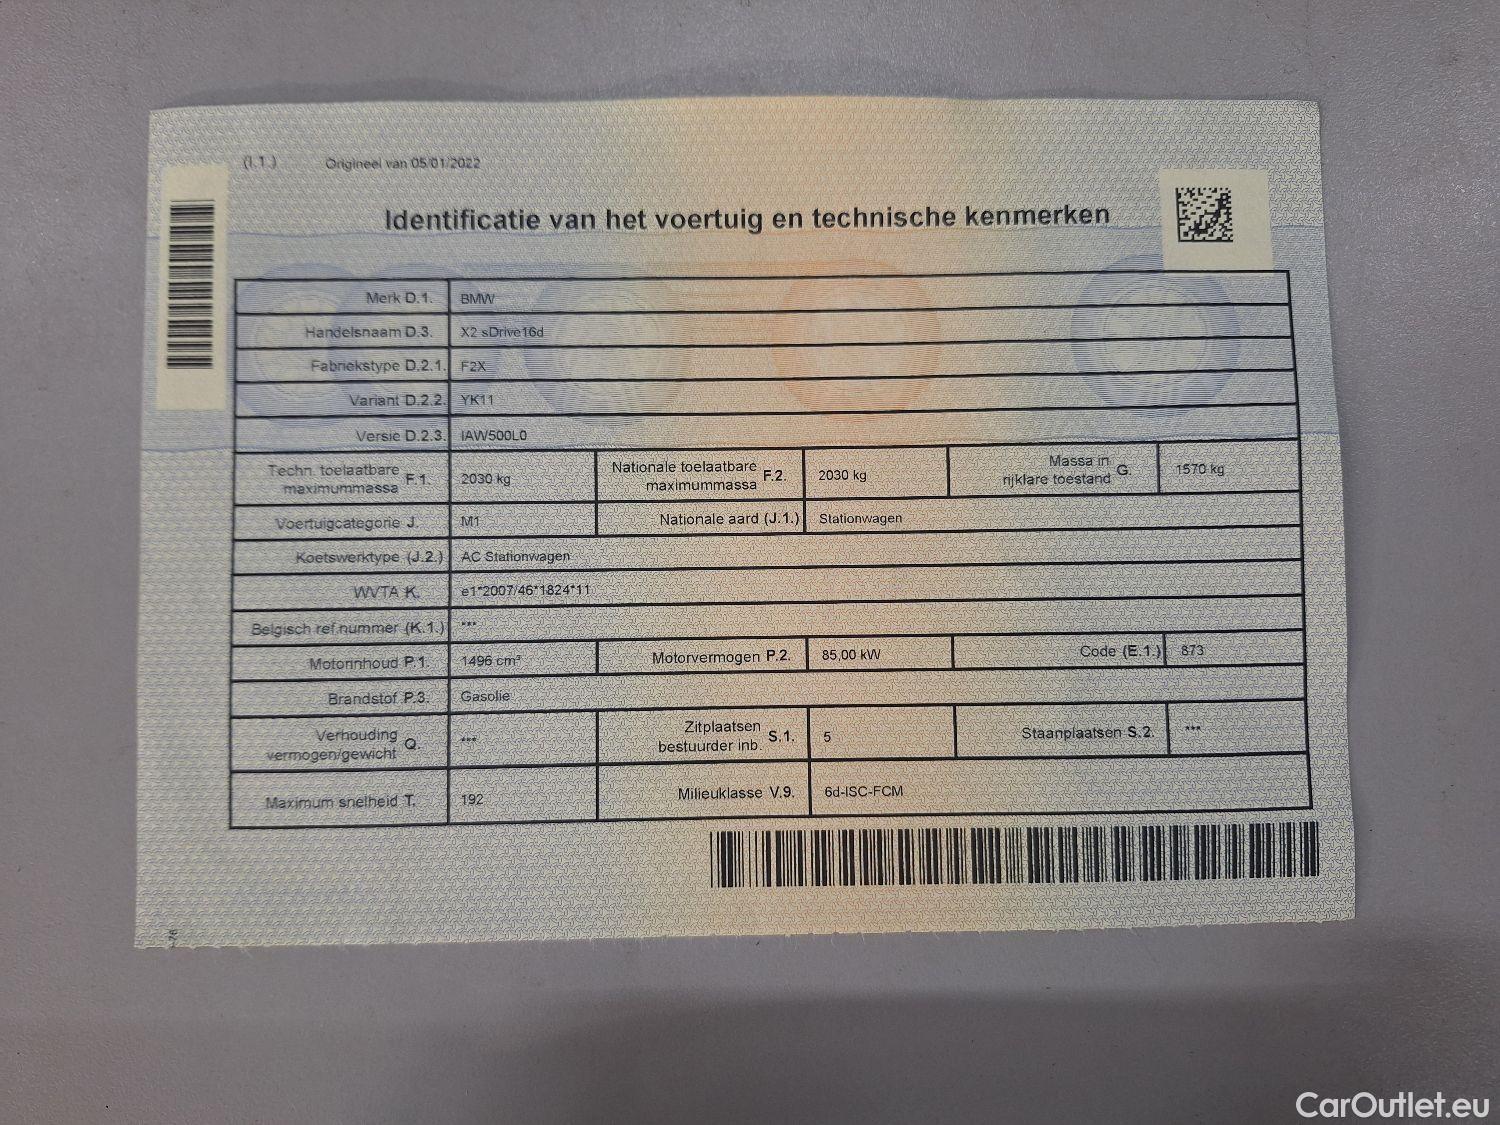 (I.1.) Origineel van 05/01/2022
Identificatie van het voertuig en technische kenmerken
Merk D.1. BMW
Handelsnaam D.3. X2 sDrive16d
Fabriekstype D.2.1. F2X
Variant D.2.2. YK11
Versie D.2.3. IAW500L0
Techn. toelaatbare maximummassa F.1. 2030 kg Nationale toelaatbare maximummassa F.2. 2030 kg Massa in rijklare toestand G. 1570 kg
Voertuigcategorie J. M1 Nationale aard (J.1.) Stationwagen
Koetswerktype (J.2.) AC Stationwagen
WVTA K. e1*2007/46*1824*11
Belgisch ref.nummer (K.1.) ***
Motorinhoud P.1. 1496 cm³ Motorvermogen P.2. 85,00 kW Code (E.1.) 873
Brandstof P.3. Gasolie
Verhouding vermogen/gewicht Q. *** Zitplaatsen bestuurder inb. S.1. 5 Staanplaatsen S.2. ***
Maximum snelheid T. 192 Milieuklasse V.9. 6d-ISC-FCM
CarOutlet.eu